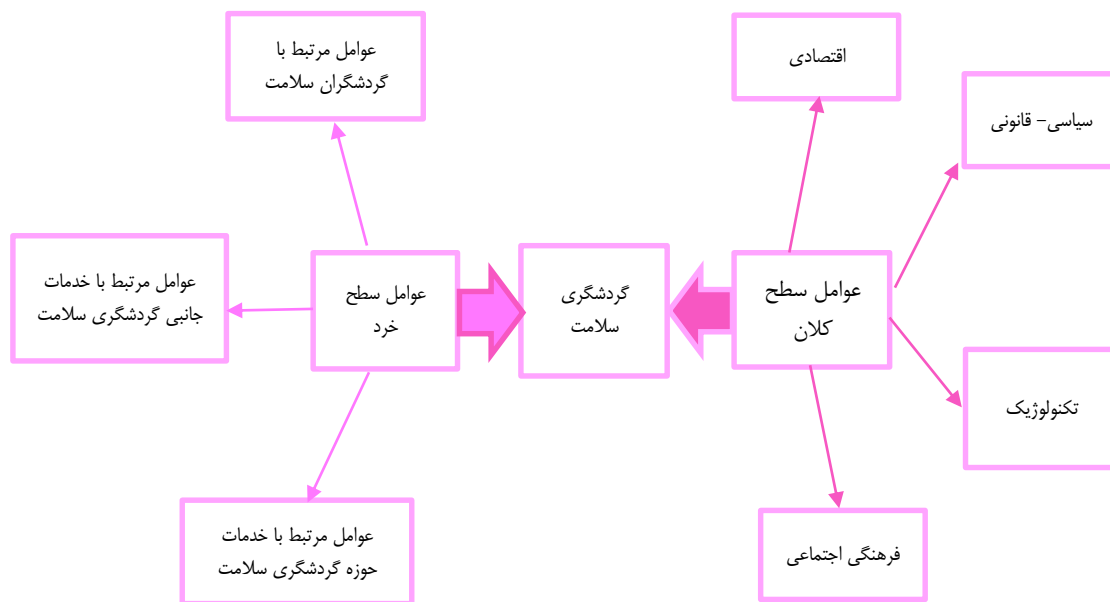 عوامل مرتبط با
گردشگران سلامت
اقتصادی
سیاسی- قانونی
عوامل مرتبط با خدمات
جانبی گردشگری سلامت
عوامل سطح
خرد
گردشگری
سلامت
عوامل سطح
کلان
تکنولوژیک
عوامل مرتبط با خدمات
حوزه گردشگری سلامت
فرهنگی اجتماعی